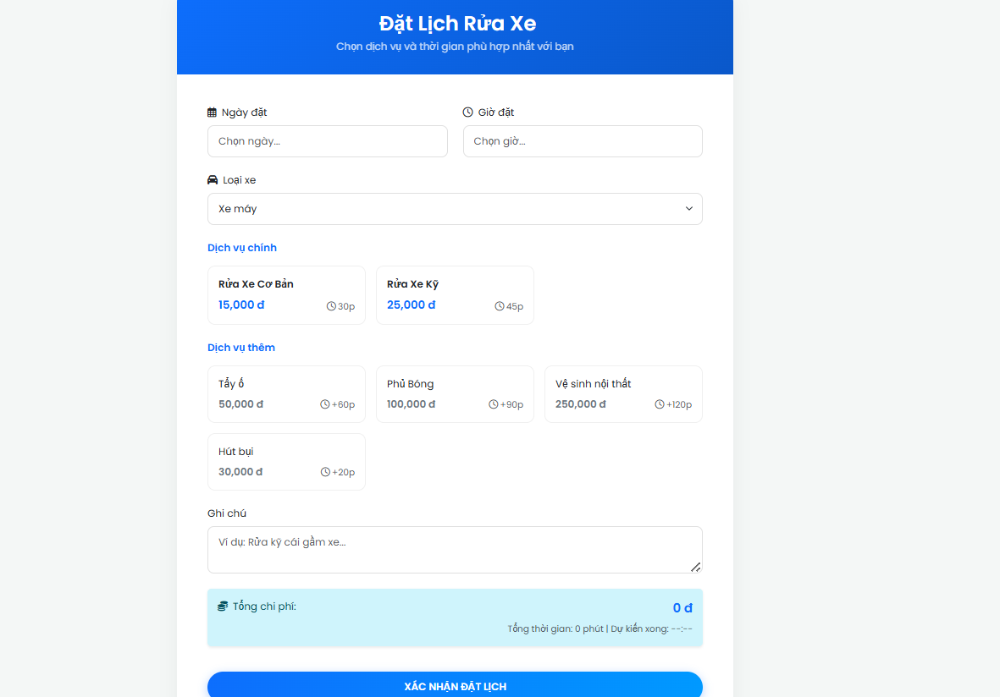 Đặt Lịch Rửa Xe
Chọn dịch vụ và thời gian phù hợp nhất với bạn
Ngày đặt
Giờ đặt
Chọn ngày...
Chọn giờ...
Loại xe
Xe máy
Dịch vụ chính
Rửa Xe Cơ Bản
15,000 đ
30p
Rửa Xe Kỹ
25,000 đ
45p
Dịch vụ thêm
Tẩy ố
50,000 đ
+60p
Phủ Bóng
100,000 đ
+90p
Vệ sinh nội thất
250,000 đ
+120p
Hút bụi
30,000 đ
+20p
Ghi chú
Ví dụ: Rửa kỹ cái gầm xe...
Tổng chi phí:
0 đ
Tổng thời gian: 0 phút | Dự kiến xong: --:--
XÁC NHẬN ĐẶT LỊCH